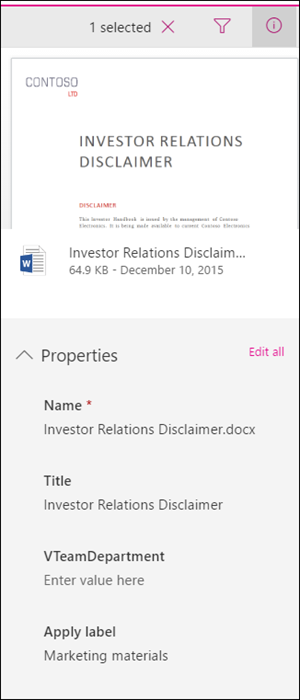 1 selected
CONTOSO
LTD
INVESTOR RELATIONS
DISCLAIMER
DISCLAIMER
This Investor Handbook is issued by the management of Contoso
Electronics. It is being made available to current Contoso Electronics
Investor Relations Disclaim...
64.9 KB - December 10, 2015
Properties
Edit all
Name *
Investor Relations Disclaimer.docx
Title
Investor Relations Disclaimer
VTeamDepartment
Enter value here
Apply label
Marketing materials